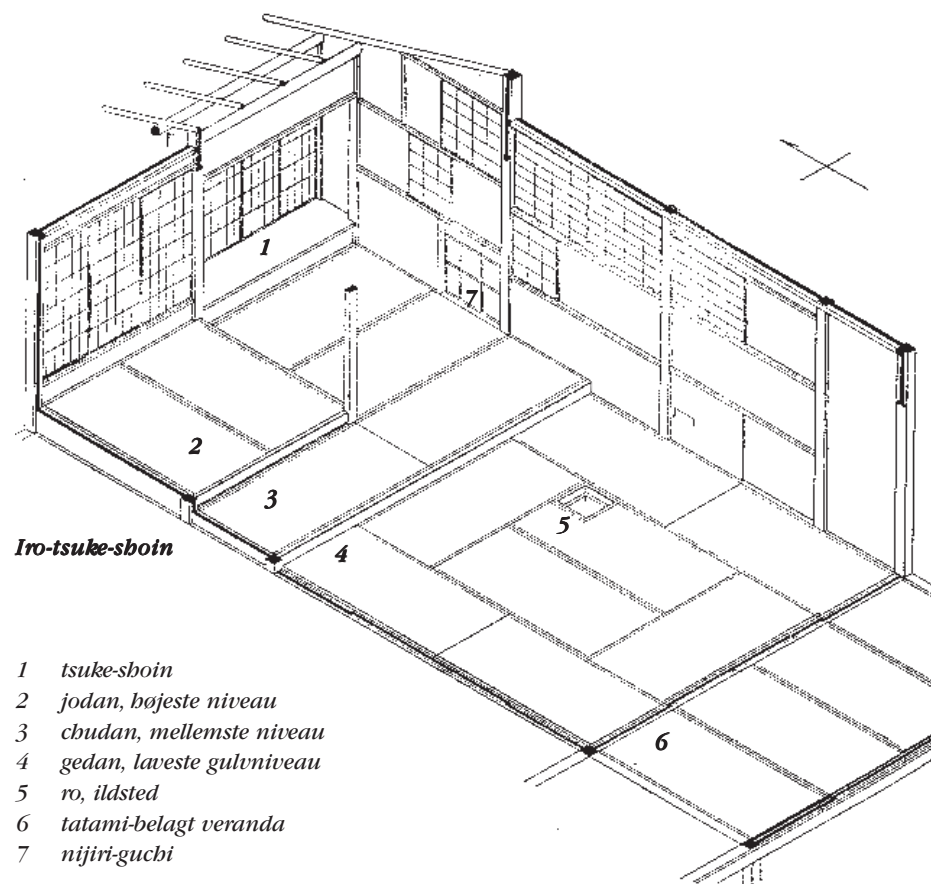 1
7
2
3
5
4
Iro-tsuke-shoin
6
1 tsuke-shoin
2 jodan, højeste niveau
3 chudan, mellemste niveau
4 gedan, laveste gulvniveau
5 ro, ildsted
6 tatami-belagt veranda
7 nijiri-guchi